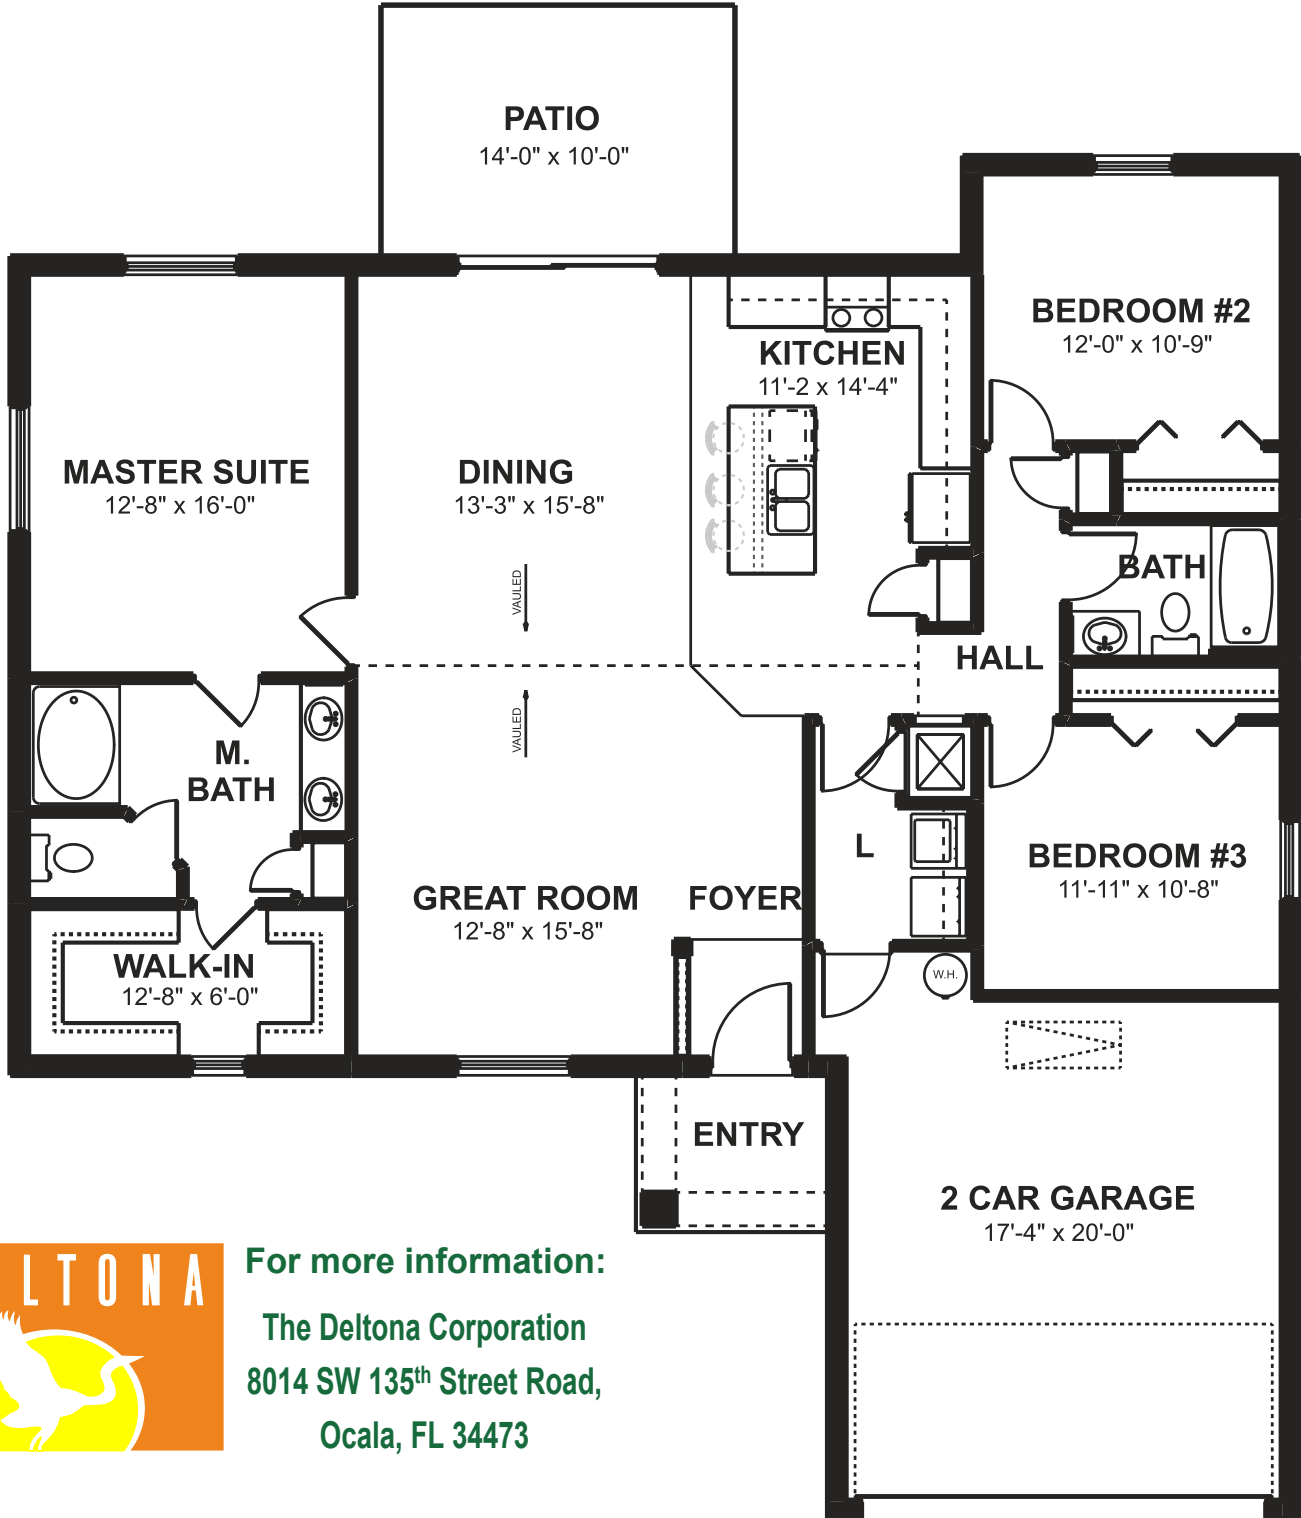 PATIO
14'-0" x 10'-0"
BEDROOM #2
12'-0" x 10'-9"
KITCHEN
11'-2 x 14'-4"
MASTER SUITE
12'-8" x 16'-0"
DINING
13'-3" x 15'-8"
VAULED
BATH
HALL
VAULED
M.
BATH
L
BEDROOM #3
11'-11" x 10'-8"
GREAT ROOM
12'-8" x 15'-8"
FOYER
WALK-IN
12'-8" x 6'-0"
W.H.
ENTRY
2 CAR GARAGE
17'-4" x 20'-0"
LTONA
For more information:
The Deltona Corporation
8014 SW 135th Street Road,
Ocala, FL 34473